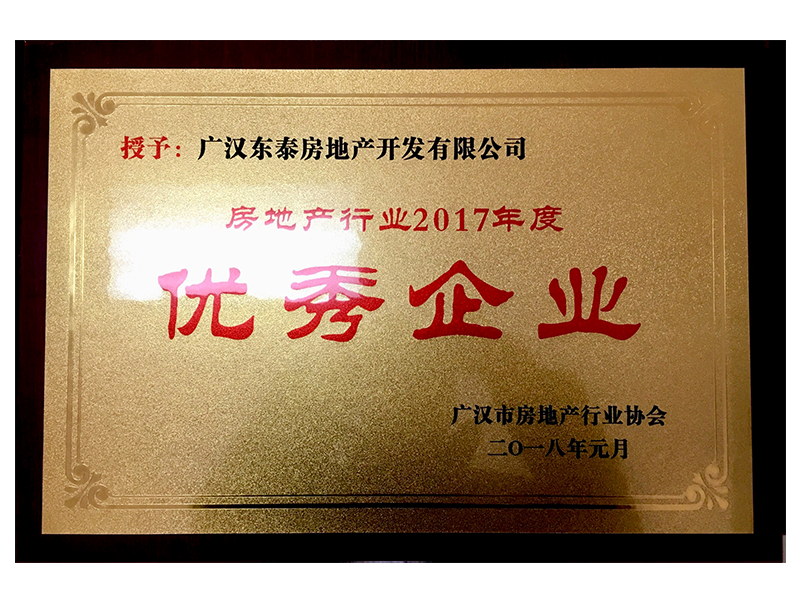 授予：广汉东泰房地产开发有限公司
房地产行业2017年度
优秀企业
广汉市房地产行业协会
二〇一八年元月